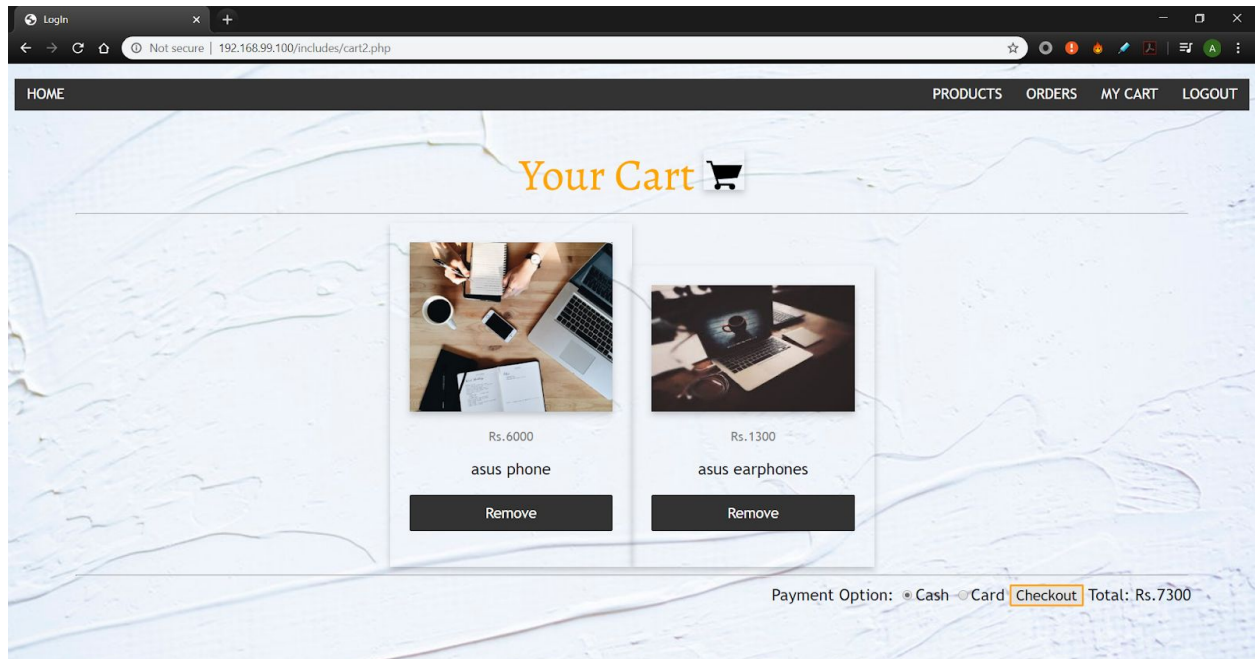 LogIn
Not secure | 192.168.99.100/includes/cart2.php
A
HOME PRODUCTS ORDERS MY CART LOGOUT
Your Cart
Rs.6000 Rs.1300
asus phone asus earphones
Remove Remove
Payment Option: Cash Card Checkout Total: Rs.7300